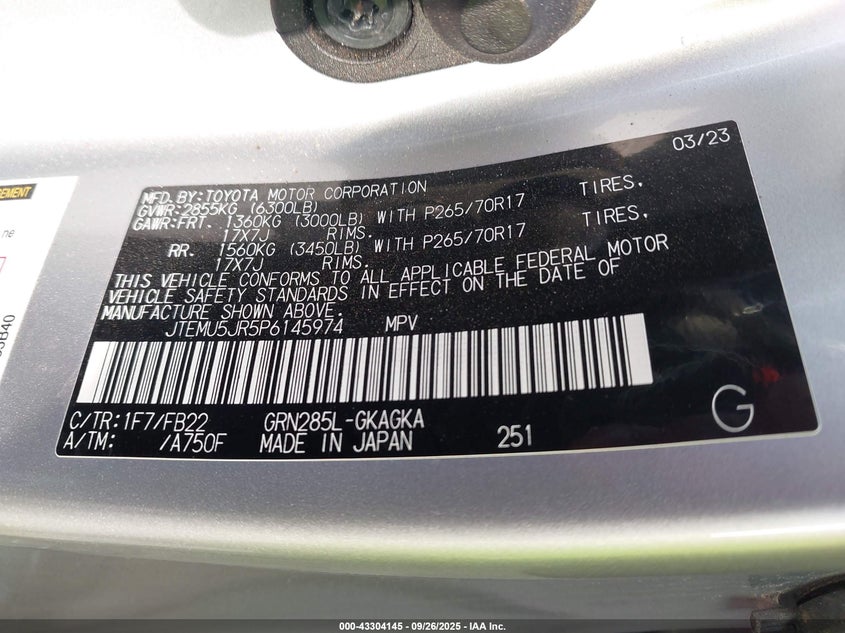 03/23
MFD.BY:TOYOTA MOTOR CORPORATION
GVWR:2855KG (6300LB)
GAWR:FRT. 1360KG (3000LB) WITH P265/70R17 TIRES,
17X7J RIMS.
RR. 1560KG (3450LB) WITH P265/70R17 TIRES,
17X7J RIMS.
THIS VEHICLE CONFORMS TO ALL APPLICABLE FEDERAL MOTOR
VEHICLE SAFETY STANDARDS IN EFFECT ON THE DATE OF
MANUFACTURE SHOWN ABOVE.
JTEMU5JR5P6145974 MPV
C/TR:1F7/FB22 GRN285L-GKAGKA
A/TM: /A750F MADE IN JAPAN 251
G
000-43304145 - 09/26/2025 - IAA Inc.